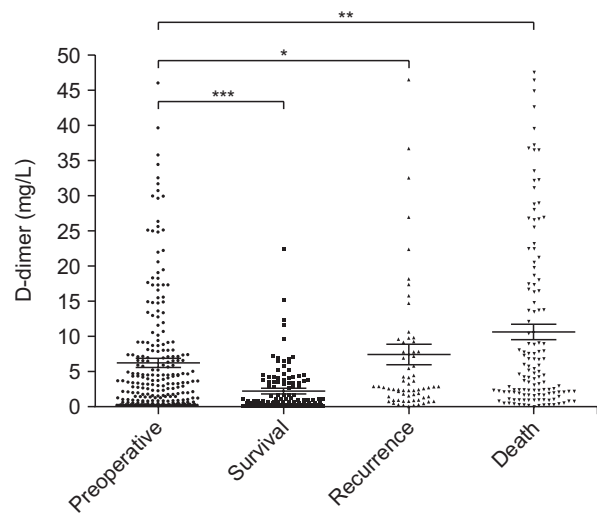 **
*
***
50
45
40
35
30
25
20
15
10
5
0
D-dimer (mg/L)
Preoperative
Survival
Recurrence
Death